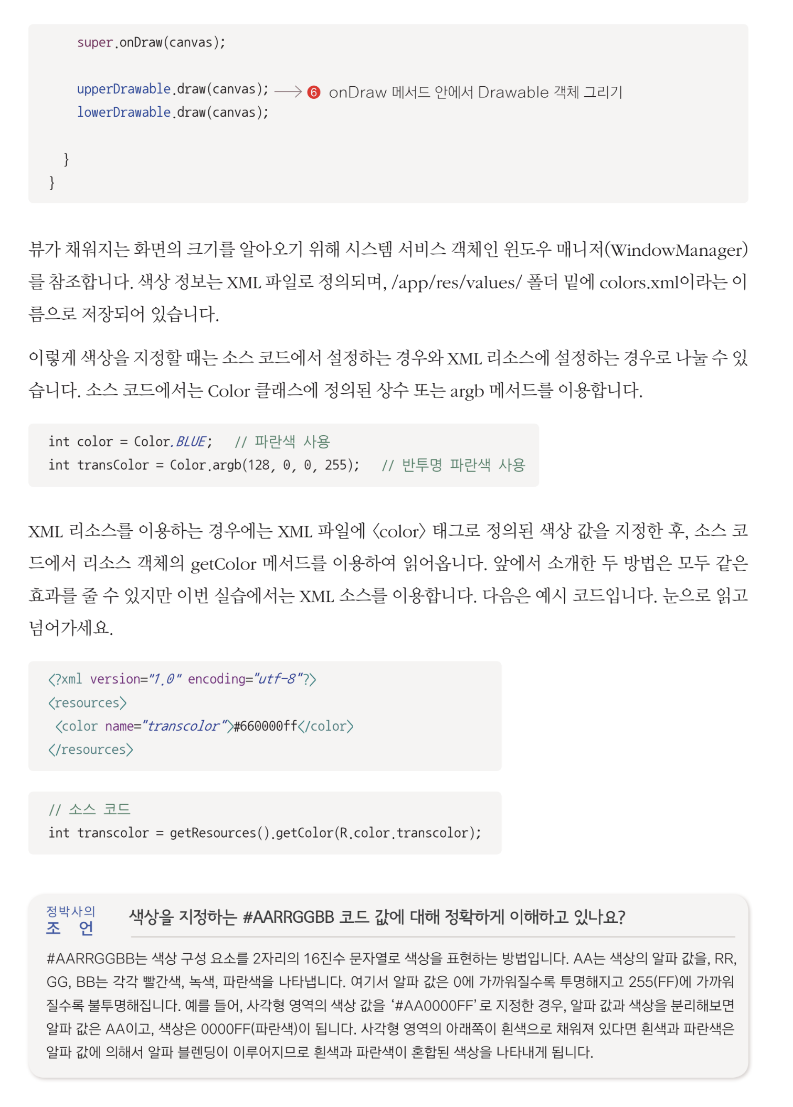 super.onDraw(canvas);
upperDrawable.draw(canvas); ⟶ ❻ onDraw 메서드 안에서 Drawable 객체 그리기
lowerDrawable.draw(canvas);
}
}
뷰가 채워지는 화면의 크기를 알아오기 위해 시스템 서비스 객체인 윈도우 매니저(WindowManager)
를 참조합니다. 색상 정보는 XML 파일로 정의되며, /app/res/values/ 폴더 밑에 colors.xml이라는 이
름으로 저장되어 있습니다.
이렇게 색상을 지정할 때는 소스 코드에서 설정하는 경우와 XML 리소스에 설정하는 경우로 나눌 수 있
습니다. 소스 코드에서는 Color 클래스에 정의된 상수 또는 argb 메서드를 이용합니다.
int color = Color.BLUE; // 파란색 사용
int transColor = Color.argb(128, 0, 0, 255); // 반투명 파란색 사용
XML 리소스를 이용하는 경우에는 XML 파일에 〈color〉 태그로 정의된 색상 값을 지정한 후, 소스 코
드에서 리소스 객체의 getColor 메서드를 이용하여 읽어옵니다. 앞에서 소개한 두 방법은 모두 같은
효과를 줄 수 있지만 이번 실습에서는 XML 소스를 이용합니다. 다음은 예시 코드입니다. 눈으로 읽고
넘어가세요.
<?xml version="1.0" encoding="utf-8"?>
<resources>
<color name="transcolor">#660000ff</color>
</resources>
// 소스 코드
int transcolor = getResources().getColor(R.color.transcolor);
정박사의
조 언
색상을 지정하는 #AARRGGBB 코드 값에 대해 정확하게 이해하고 있나요?
#AARRGGBB는 색상 구성 요소를 2자리의 16진수 문자열로 색상을 표현하는 방법입니다. AA는 색상의 알파 값을, RR,
GG, BB는 각각 빨간색, 녹색, 파란색을 나타냅니다. 여기서 알파 값은 0에 가까워질수록 투명해지고 255(FF)에 가까워
질수록 불투명해집니다. 예를 들어, 사각형 영역의 색상 값을 '#AA0000FF'로 지정한 경우, 알파 값과 색상을 분리해보면
알파 값은 AA이고, 색상은 0000FF(파란색)이 됩니다. 사각형 영역의 아래쪽이 흰색으로 채워져 있다면 흰색과 파란색은
알파 값에 의해서 알파 블렌딩이 이루어지므로 흰색과 파란색이 혼합된 색상을 나타내게 됩니다.